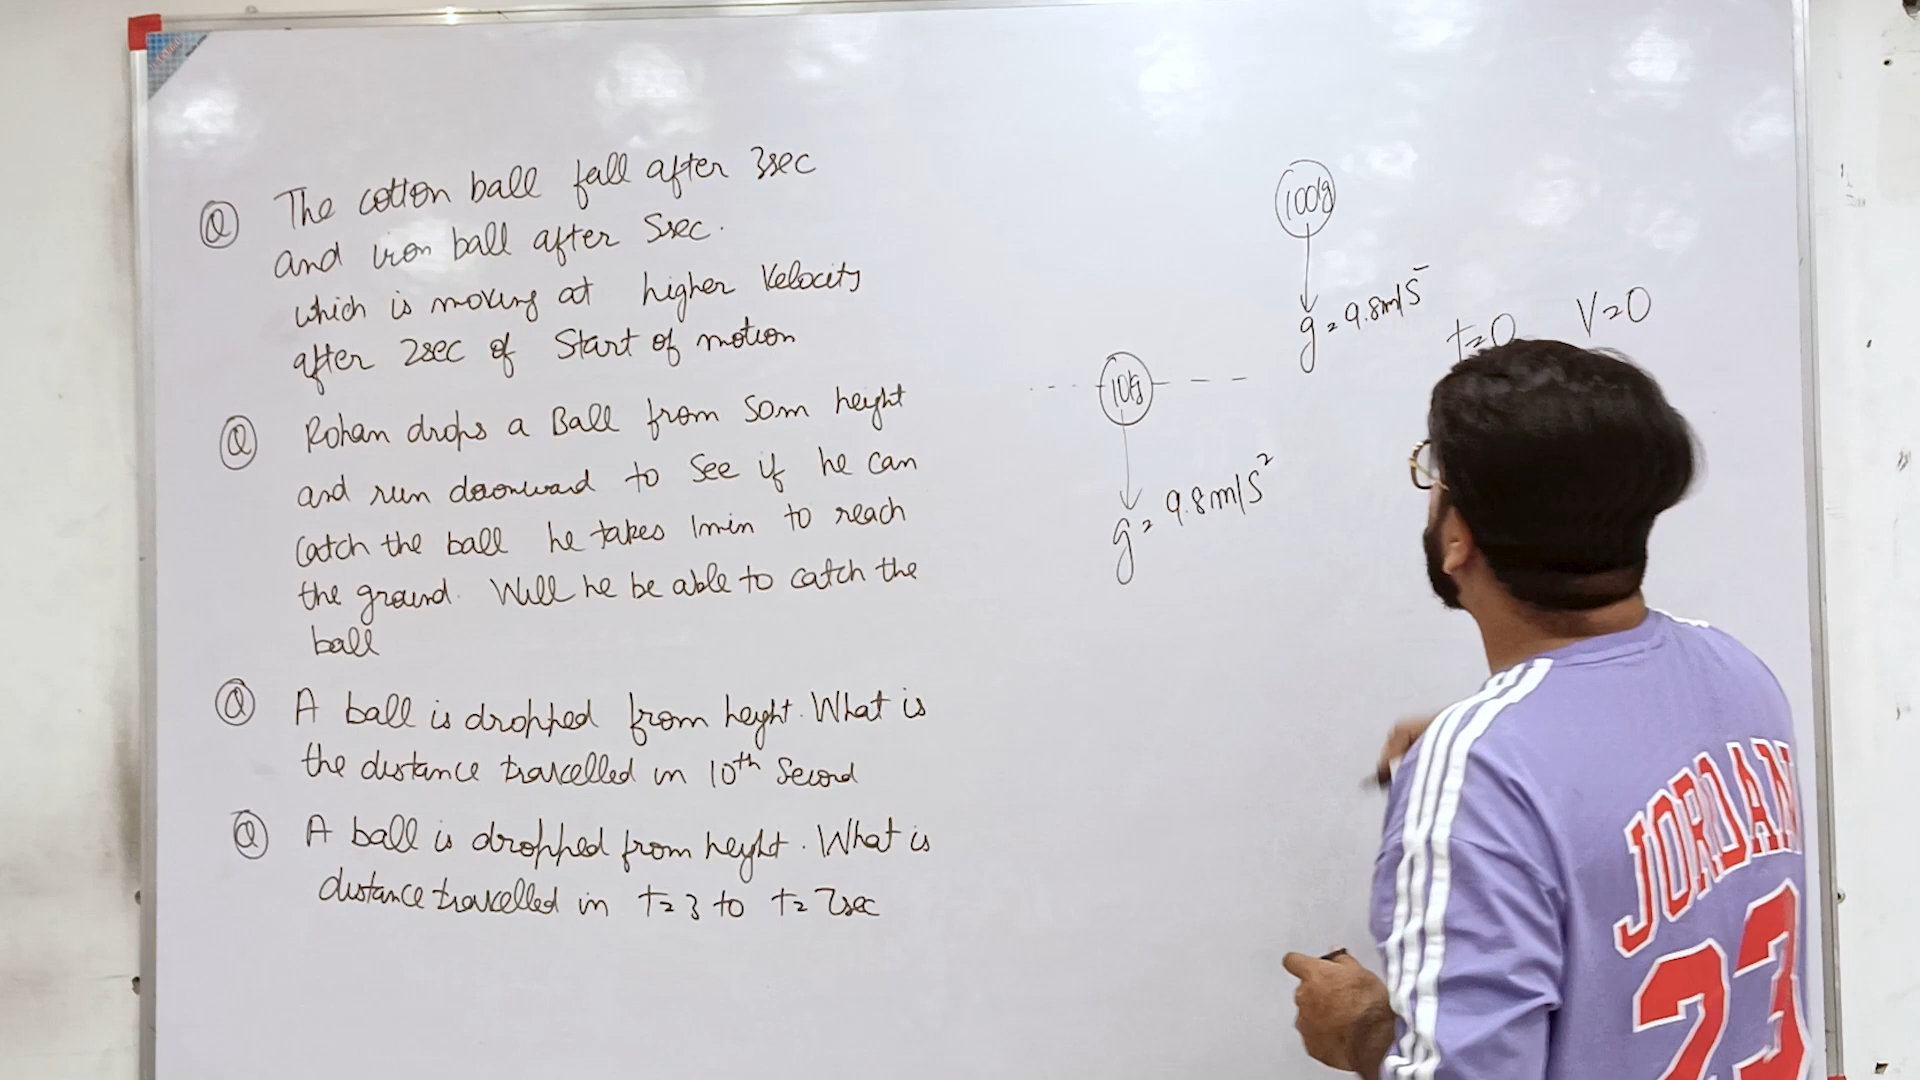 Q The cotton ball fall after 3sec
and iron ball after 5sec.
which is moving at higher Velocity
after 2sec of Start of motion
Q Rohan drops a Ball from 50m height
and run downward to See if he can
Catch the ball he takes 1min to reach
the ground. Will he be able to catch the
ball
Q A ball is dropped from height. What is
the distance travelled in 10th Second
Q A ball is dropped from height. What is
distance travelled in t=3 to t=7sec
g=9.8m/s
t=0 V=0
g=9.8m/s²
JORDAN
23